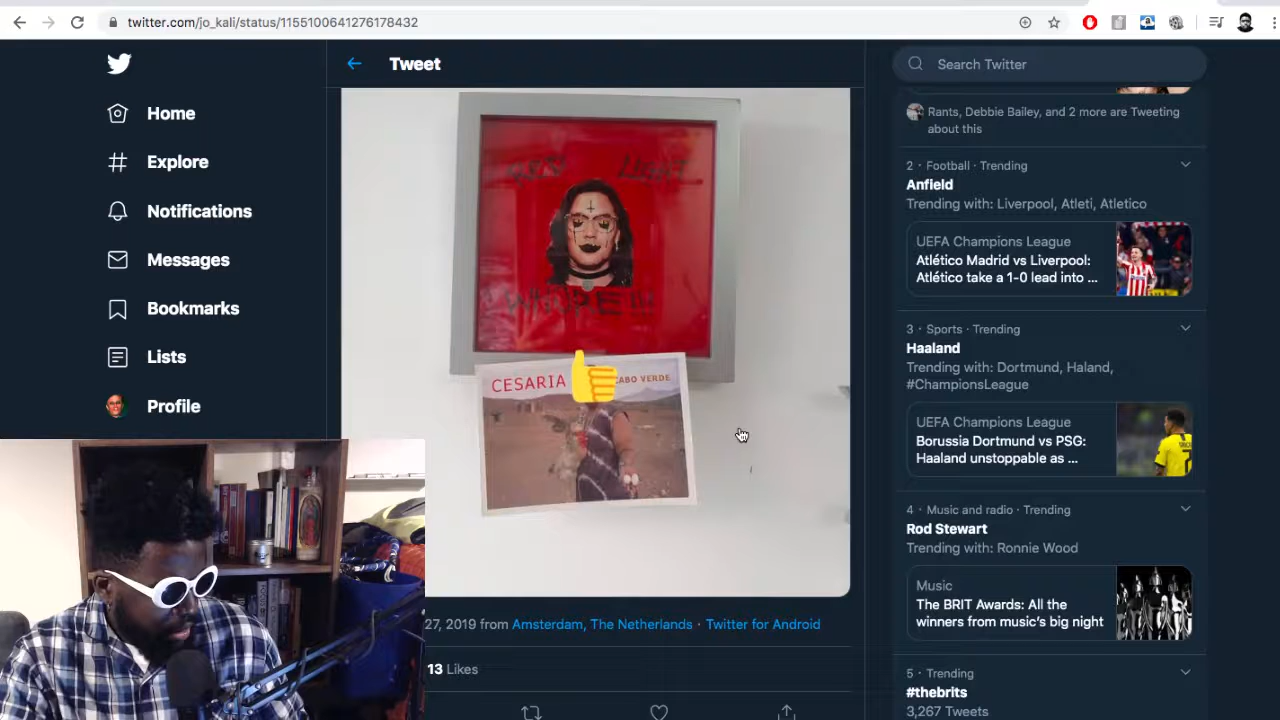 twitter.com/jo_kali/status/1155100641276178432
Home
Explore
Notifications
Messages
Bookmarks
Lists
Profile
Tweet
RED LIGHT
WHORE!!!
CESARIA
CABO VERDE
27, 2019 from Amsterdam, The Netherlands · Twitter for Android
13 Likes
Search Twitter
Rants, Debbie Bailey, and 2 more are Tweeting
about this
2 · Football · Trending
Anfield
Trending with: Liverpool, Atleti, Atletico
UEFA Champions League
Atlético Madrid vs Liverpool:
Atlético take a 1-0 lead into ...
3 · Sports · Trending
Haaland
Trending with: Dortmund, Haland,
#ChampionsLeague
UEFA Champions League
Borussia Dortmund vs PSG:
Haaland unstoppable as ...
4 · Music and radio · Trending
Rod Stewart
Trending with: Ronnie Wood
Music
The BRIT Awards: All the
winners from music's big night
5 · Trending
#thebrits
3,267 Tweets